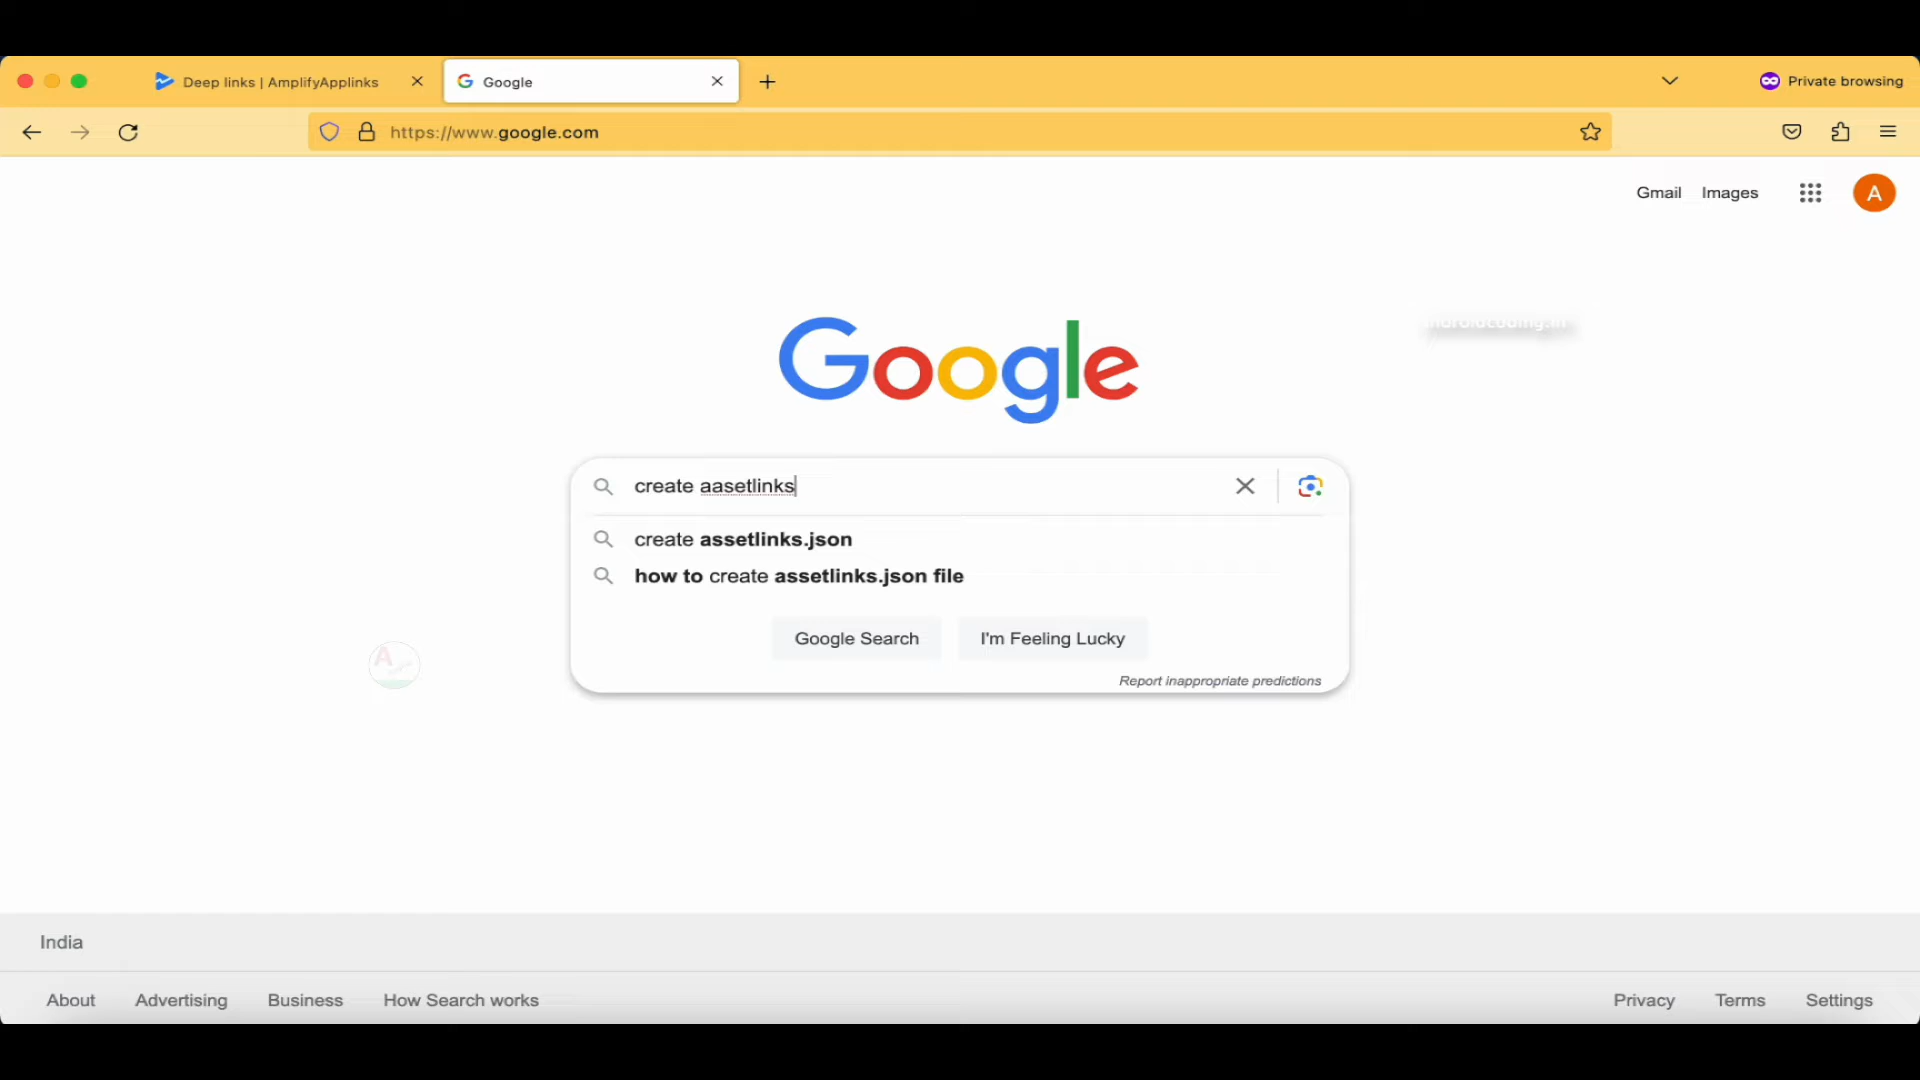 Deep links | AmplifyApplinks
Google
Private browsing
https://www.google.com
Gmail Images
A
Google
create aasetlinks
create assetlinks.json
how to create assetlinks.json file
Google Search I'm Feeling Lucky
Report inappropriate predictions
A
India
About Advertising Business How Search works
Privacy Terms Settings